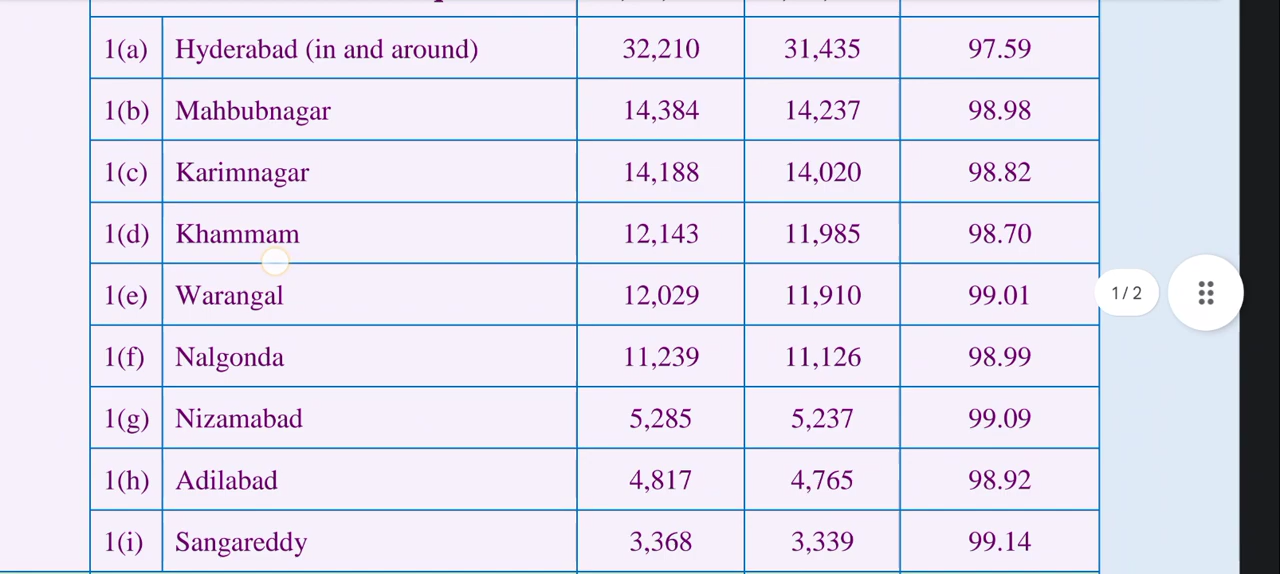 1(a) Hyderabad (in and around) 32,210 31,435 97.59
1(b) Mahbubnagar 14,384 14,237 98.98
1(c) Karimnagar 14,188 14,020 98.82
1(d) Khammam 12,143 11,985 98.70
1(e) Warangal 12,029 11,910 99.01
1 / 2
1(f) Nalgonda 11,239 11,126 98.99
1(g) Nizamabad 5,285 5,237 99.09
1(h) Adilabad 4,817 4,765 98.92
1(i) Sangareddy 3,368 3,339 99.14